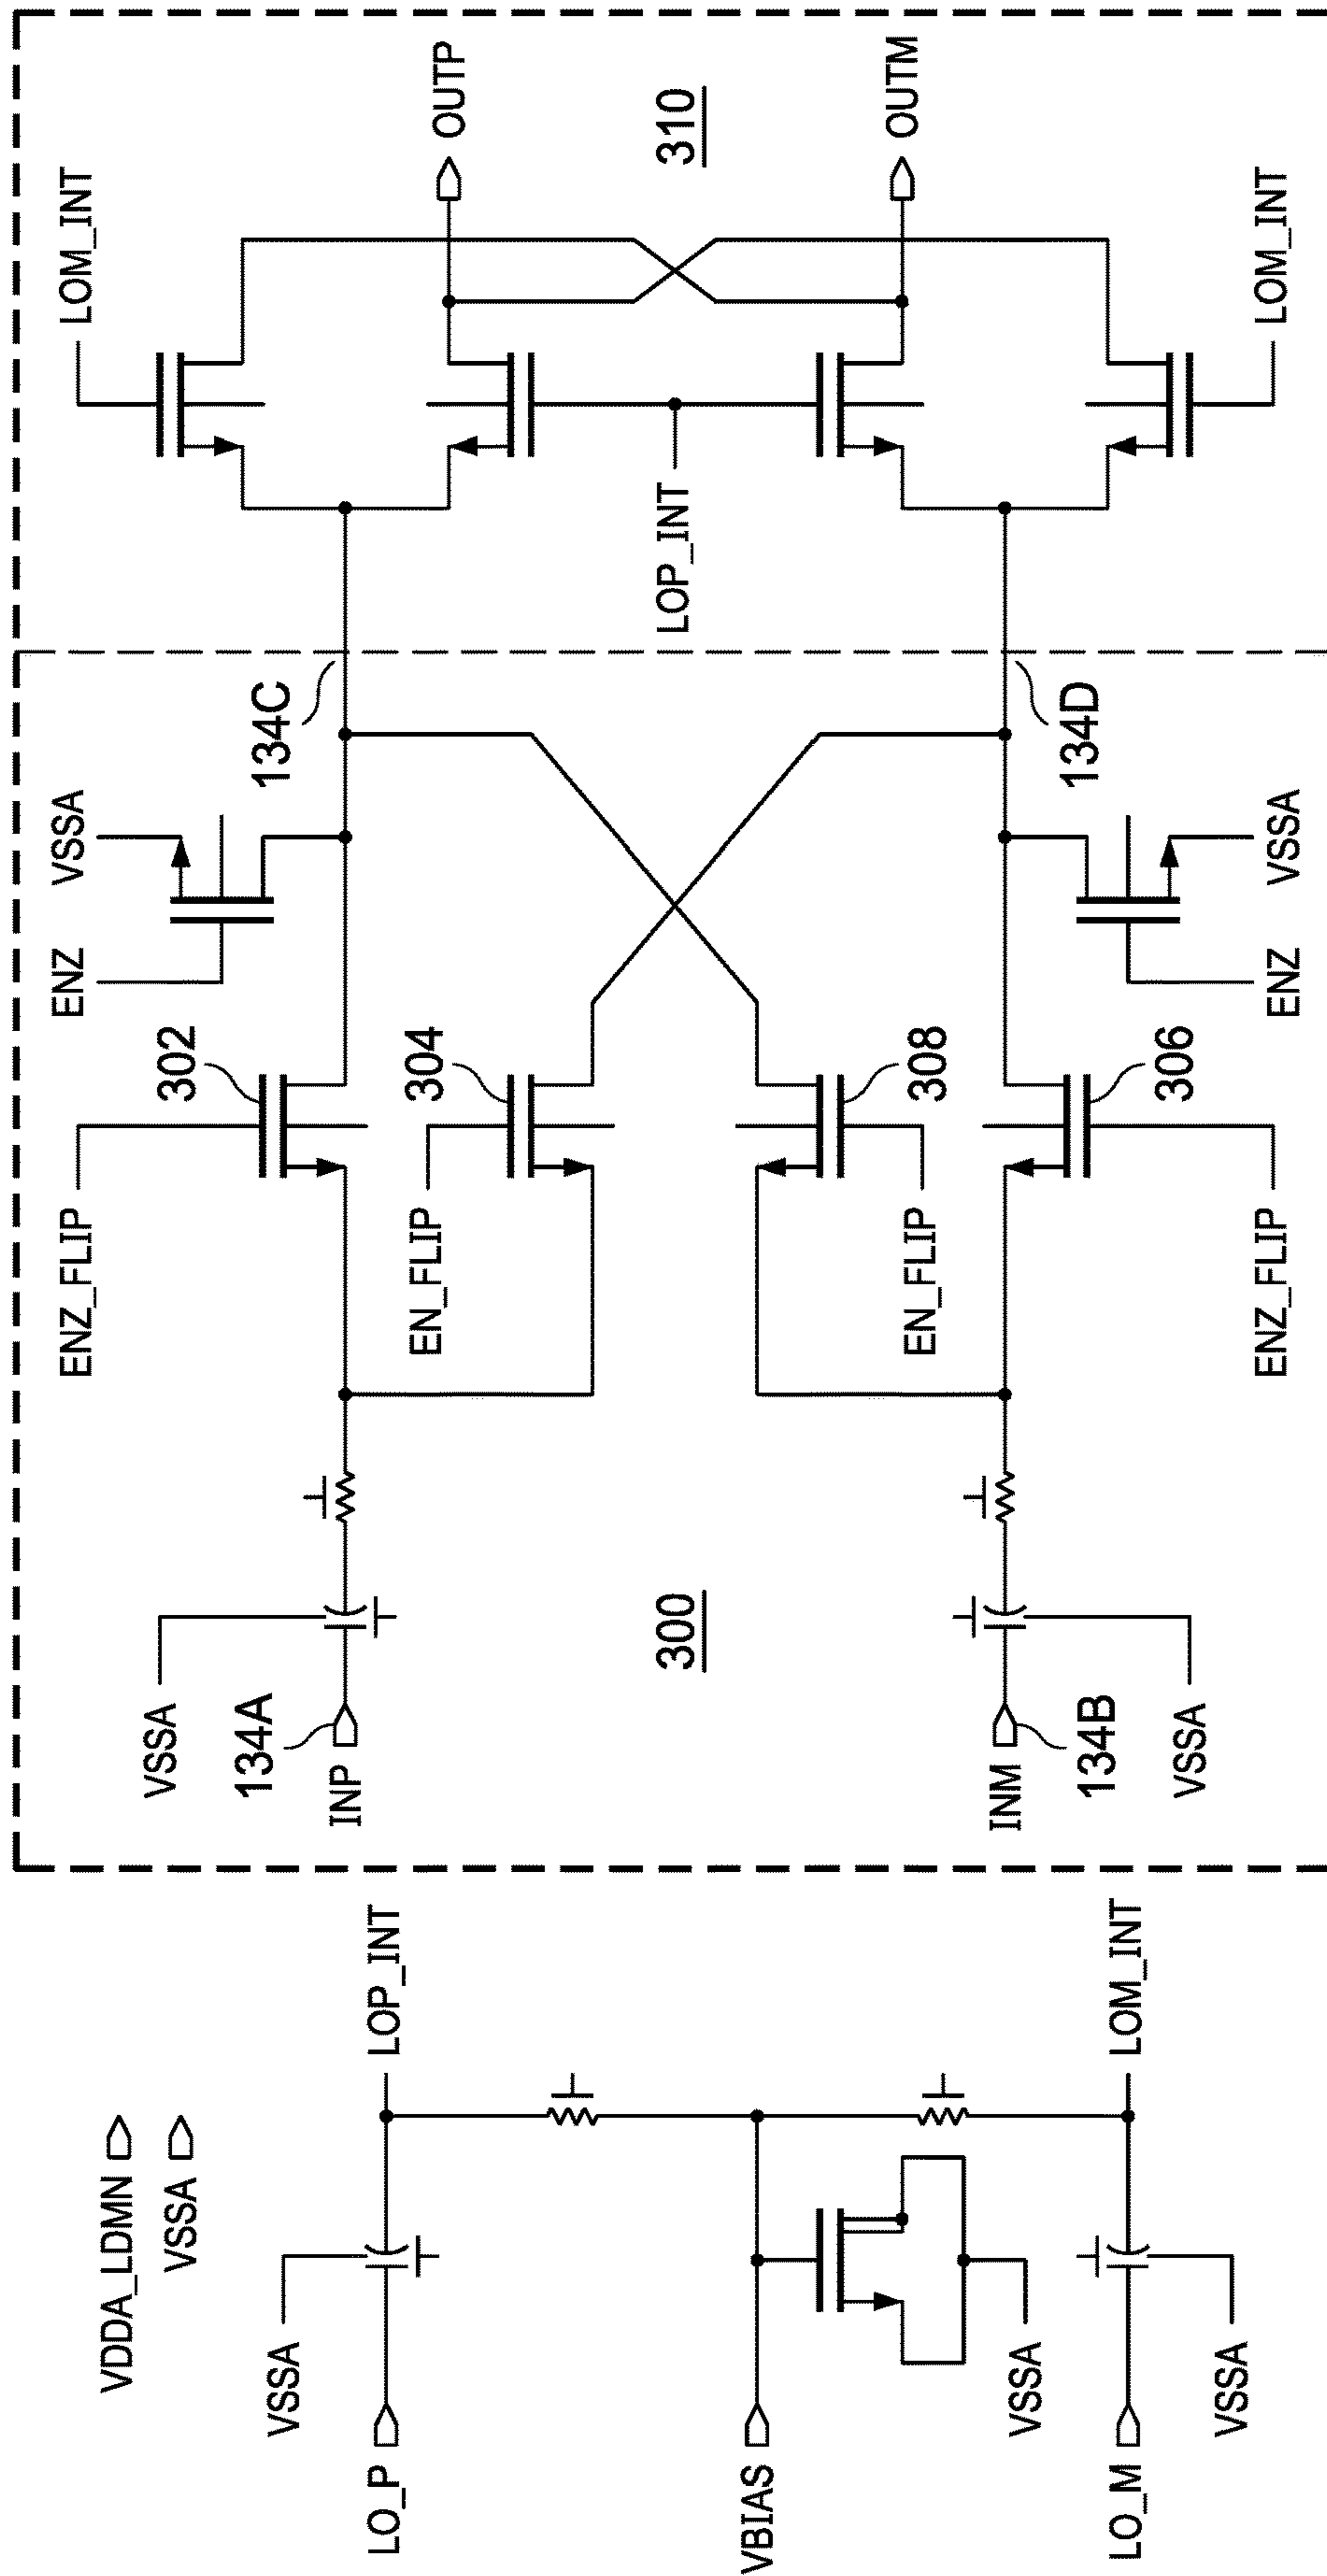 VDDA_LDMN
VSSA
VSSA
LO_P
LOP_INT
VBIAS
VSSA
LO_M
LOM_INT
VSSA
VSSA
134A
INP
300
INM
134B
VSSA
ENZ_FLIP
302
EN_FLIP
304
EN_FLIP
308
ENZ_FLIP
306
ENZ
VSSA
134C
134D
ENZ
VSSA
LOM_INT
LOP_INT
LOM_INT
OUTP
310
OUTM